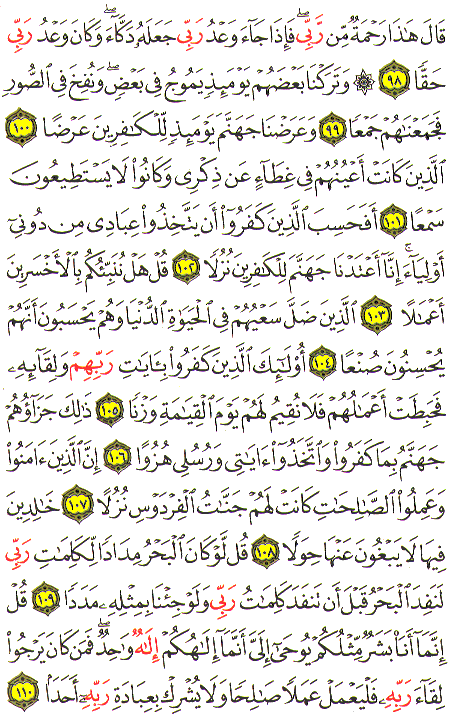 قَالَ هَٰذَا رَحْمَةٌ مِّن رَّبِّي ۖ فَإِذَا جَاءَ وَعْدُ رَبِّي جَعَلَهُ دَكَّاءَ ۖ وَكَانَ وَعْدُ رَبِّي
حَقًّا ٩٨ ۞ وَتَرَكْنَا بَعْضَهُمْ يَوْمَئِذٍ يَمُوجُ فِي بَعْضٍ ۖ وَنُفِخَ فِي الصُّورِ
فَجَمَعْنَاهُمْ جَمْعًا ٩٩ وَعَرَضْنَا جَهَنَّمَ يَوْمَئِذٍ لِّلْكَافِرِينَ عَرْضًا ١٠٠
الَّذِينَ كَانَتْ أَعْيُنُهُمْ فِي غِطَاءٍ عَن ذِكْرِي وَكَانُوا لَا يَسْتَطِيعُونَ
سَمْعًا ١٠١ أَفَحَسِبَ الَّذِينَ كَفَرُوا أَن يَتَّخِذُوا عِبَادِي مِن دُونِي
أَوْلِيَاءَ ۚ إِنَّا أَعْتَدْنَا جَهَنَّمَ لِلْكَافِرِينَ نُزُلًا ١٠٢ قُلْ هَلْ نُنَبِّئُكُم بِالْأَخْسَرِينَ
أَعْمَالًا ١٠٣ الَّذِينَ ضَلَّ سَعْيُهُمْ فِي الْحَيَاةِ الدُّنْيَا وَهُمْ يَحْسَبُونَ أَنَّهُمْ
يُحْسِنُونَ صُنْعًا ١٠٤ أُولَٰئِكَ الَّذِينَ كَفَرُوا بِآيَاتِ رَبِّهِمْ وَلِقَائِهِ
فَحَبِطَتْ أَعْمَالُهُمْ فَلَا نُقِيمُ لَهُمْ يَوْمَ الْقِيَامَةِ وَزْنًا ١٠٥ ذَٰلِكَ جَزَاؤُهُمْ
جَهَنَّمُ بِمَا كَفَرُوا وَاتَّخَذُوا آيَاتِي وَرُسُلِي هُزُوًا ١٠٦ إِنَّ الَّذِينَ آمَنُوا
وَعَمِلُوا الصَّالِحَاتِ كَانَتْ لَهُمْ جَنَّاتُ الْفِرْدَوْسِ نُزُلًا ١٠٧ خَالِدِينَ
فِيهَا لَا يَبْغُونَ عَنْهَا حِوَلًا ١٠٨ قُل لَّوْ كَانَ الْبَحْرُ مِدَادًا لِّكَلِمَاتِ رَبِّي
لَنَفِدَ الْبَحْرُ قَبْلَ أَن تَنفَدَ كَلِمَاتُ رَبِّي وَلَوْ جِئْنَا بِمِثْلِهِ مَدَدًا ١٠٩ قُلْ
إِنَّمَا أَنَا بَشَرٌ مِّثْلُكُمْ يُوحَىٰ إِلَيَّ أَنَّمَا إِلَٰهُكُمْ إِلَٰهٌ وَاحِدٌ ۖ فَمَن كَانَ يَرْجُوا
لِقَاءَ رَبِّهِ فَلْيَعْمَلْ عَمَلًا صَالِحًا وَلَا يُشْرِكْ بِعِبَادَةِ رَبِّهِ أَحَدًا ١١٠